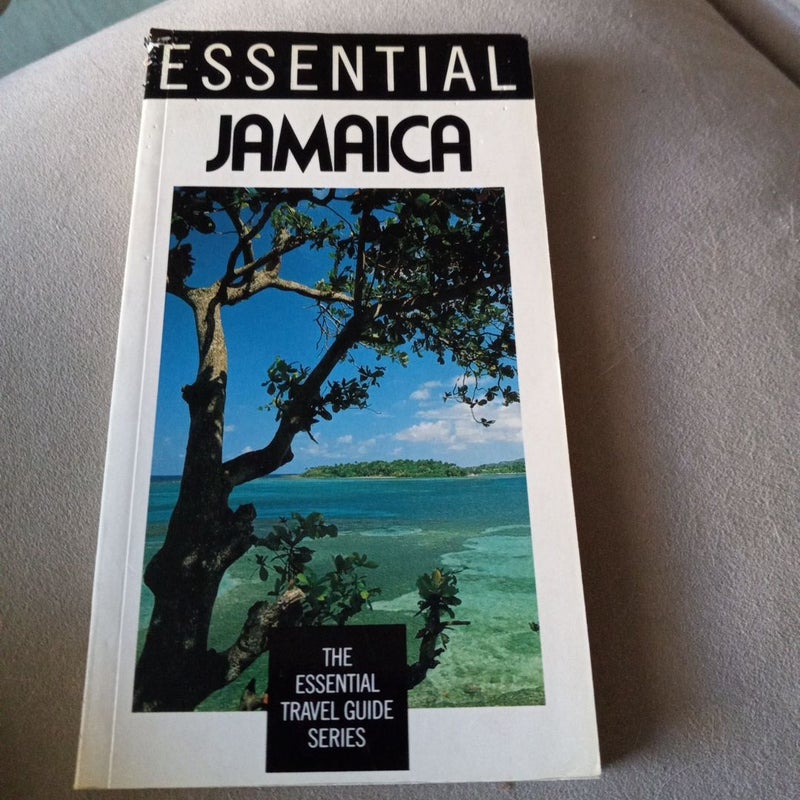 ESSENTIAL
JAMAICA
THE
ESSENTIAL
TRAVEL GUIDE
SERIES